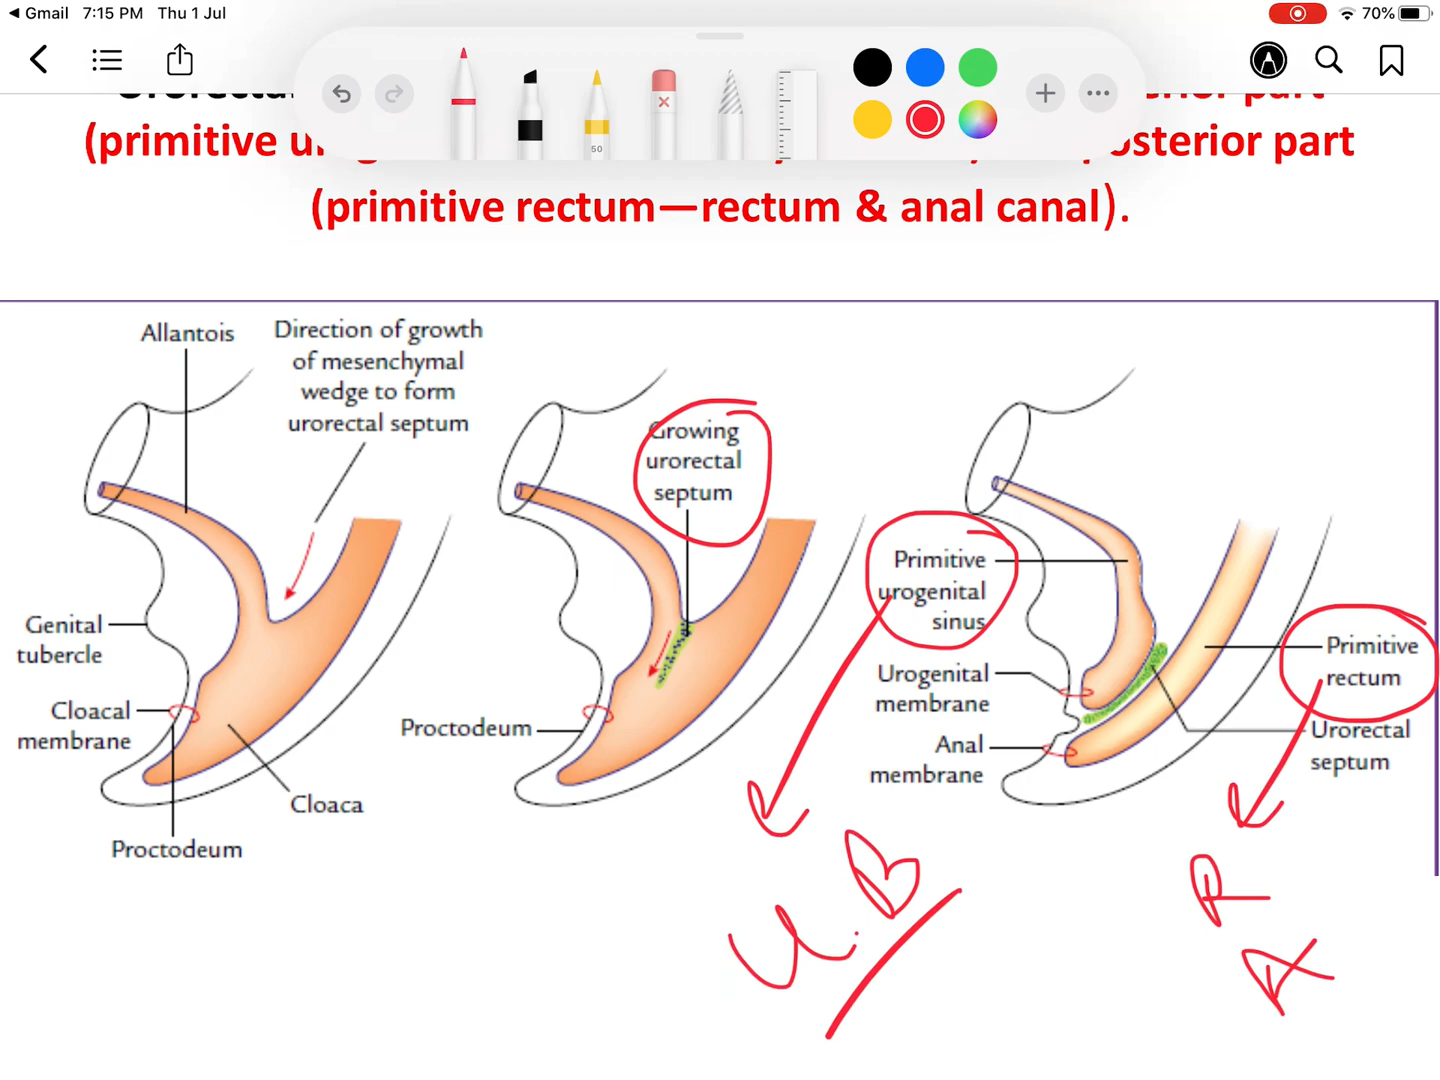 Gmail 7:15 PM Thu 1 Jul 70%
50
(primitive
posterior part
(primitive rectum—rectum & anal canal).
Allantois
Direction of growth
of mesenchymal
wedge to form
urorectal septum
Genital
tubercle
Cloacal
membrane
Cloaca
Proctodeum
Growing
urorectal
septum
Proctodeum
Primitive
urogenital
sinus
Urogenital
membrane
Anal
membrane
Primitive
rectum
Urorectal
septum
U.B
R
A